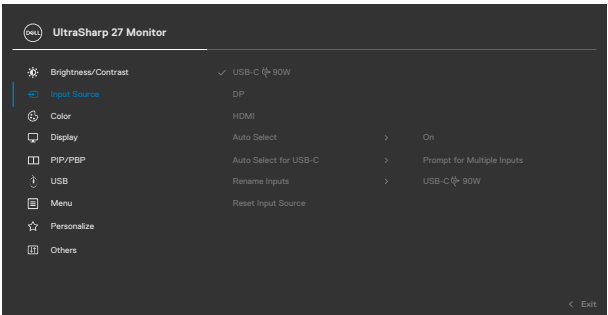 DELL UltraSharp 27 Monitor
Brightness/Contrast USB-C 90W
Input Source DP
Color HDMI
Display Auto Select > On
PIP/PBP Auto Select for USB-C > Prompt for Multiple Inputs
USB Rename Inputs > USB-C 90W
Menu Reset Input Source
Personalize
Others
< Exit